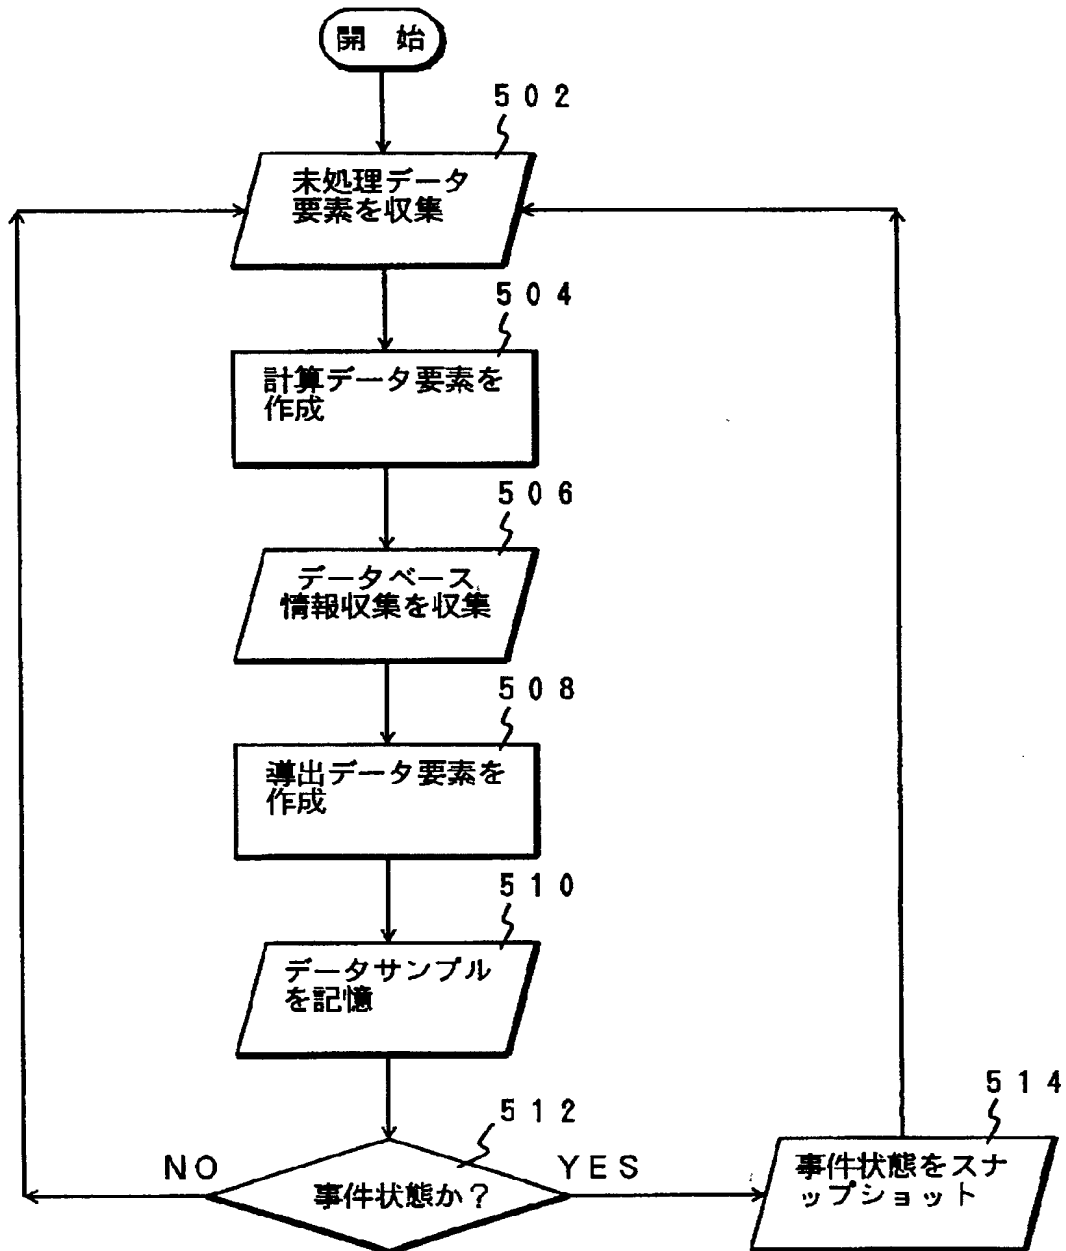 開 始
502
未処理データ
要素を収集
504
計算データ要素を
作成
506
データベース
情報収集を収集
508
導出データ要素を
作成
510
データサンプル
を記憶
512
事件状態か?
NO
YES
514
事件状態をスナ
ップショット